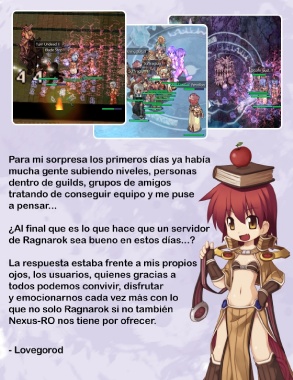 Para mi sorpresa los primeros días ya había
mucha gente subiendo niveles, personas
dentro de guilds, grupos de amigos
tratando de conseguir equipo y me puse
a pensar...
¿Al final que es lo que hace que un servidor
de Ragnarok sea bueno en estos días...?
La respuesta estaba frente a mis propios
ojos, los usuarios, quienes gracias a
todos podemos convivir, disfrutar
y emocionarnos cada vez más con lo
que no solo Ragnarok si no también
Nexus-RO nos tiene por ofrecer.
- Lovegorod